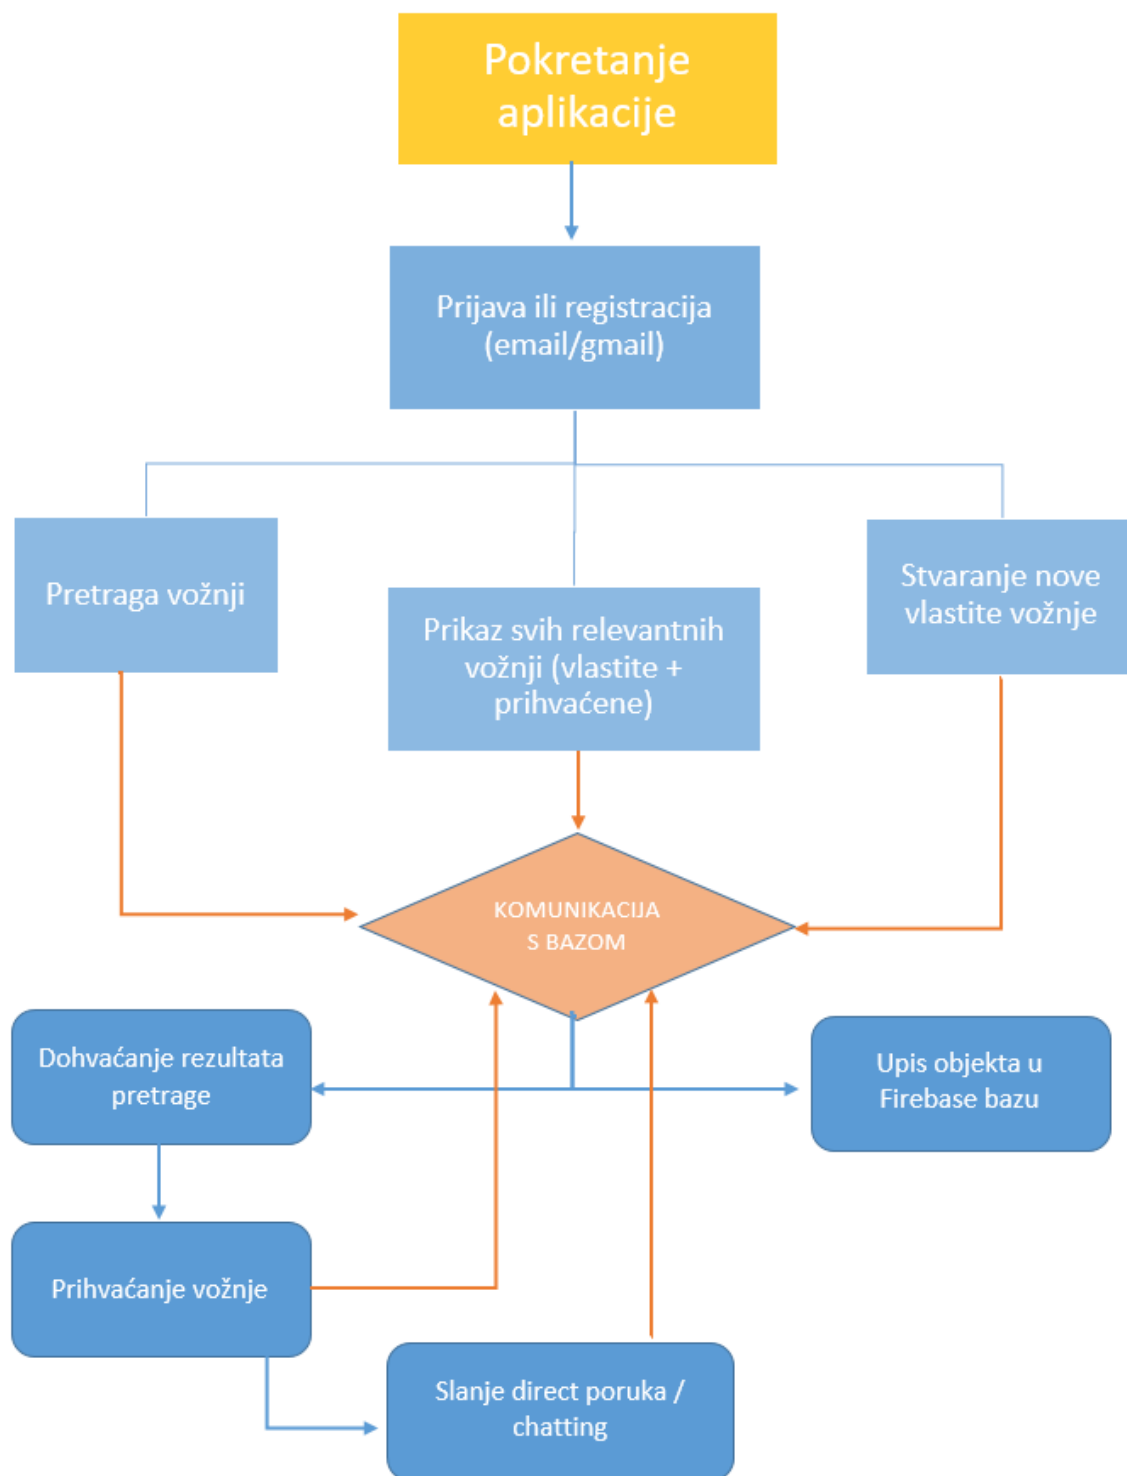 Pokretanje
aplikacije
Prijava ili registracija
(email/gmail)
Pretraga vožnji
Prikaz svih relevantnih
vožnji (vlastite +
prihvaćene)
Stvaranje nove
vlastite vožnje
KOMUNIKACIJA
S BAZOM
Dohvaćanje rezultata
pretrage
Upis objekta u
Firebase bazu
Prihvaćanje vožnje
Slanje direct poruka /
chatting